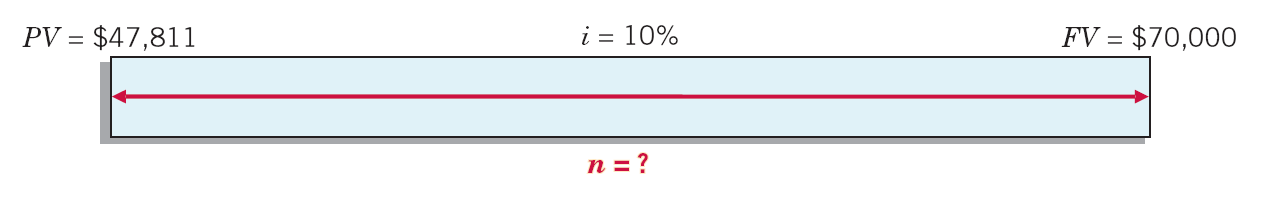 PV = $47,811 i = 10% FV = $70,000
n = ?